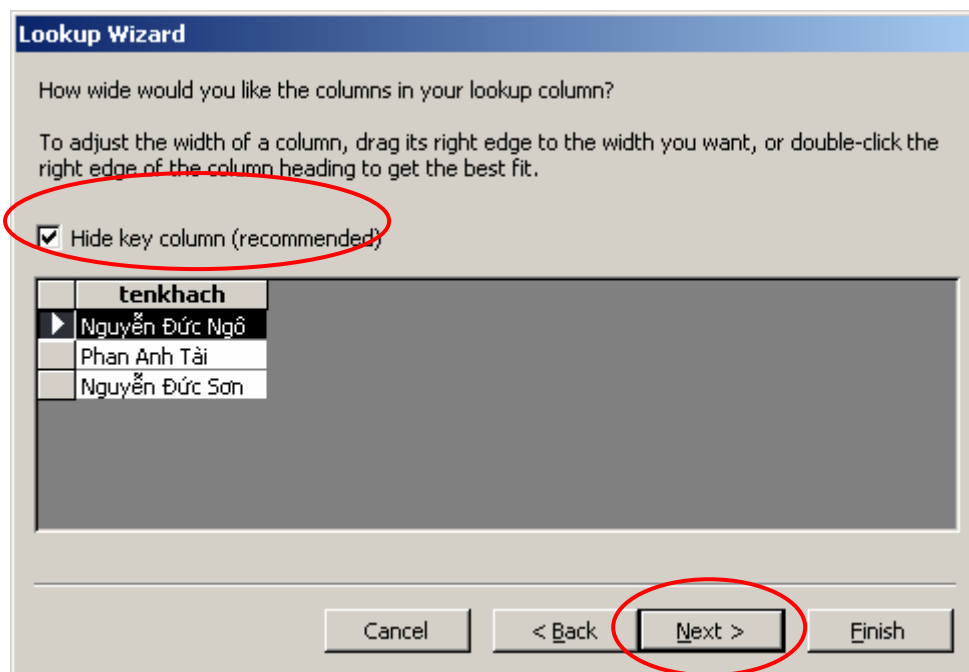 Lookup Wizard
How wide would you like the columns in your lookup column?
To adjust the width of a column, drag its right edge to the width you want, or double-click the
right edge of the column heading to get the best fit.
Hide key column (recommended)
tenkhach
Nguyễn Đức Ngô
Phan Anh Tài
Nguyễn Đức Sơn
Cancel
< Back
Next >
Finish